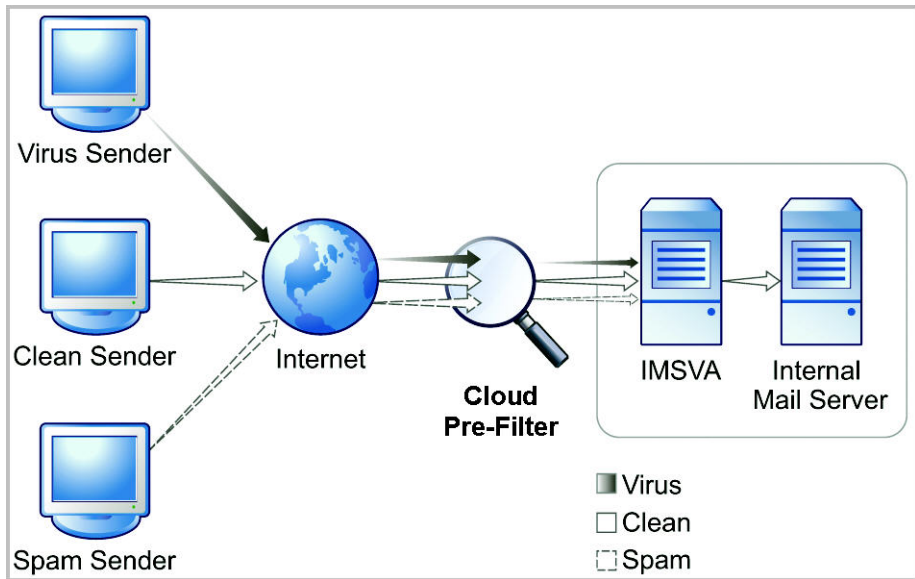 Virus Sender
Clean Sender
Spam Sender
Internet
Cloud
Pre-Filter
IMSVA
Internal
Mail Server
Virus
Clean
Spam